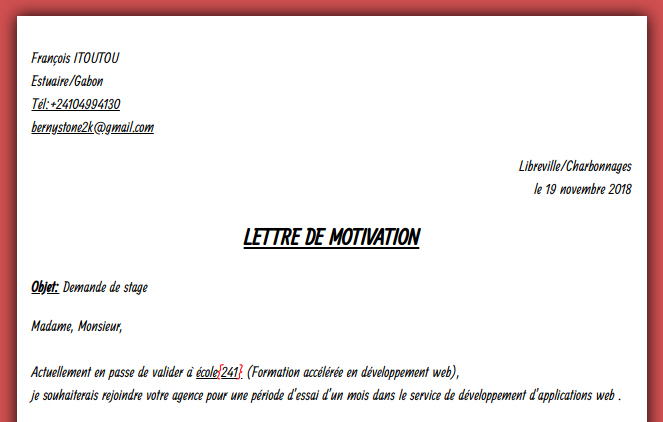 François ITOUTOU
Estuaire/Gabon
Tél:+24104994130
bernystone2k@gmail.com
Libreville/Charbonnages
le 19 novembre 2018
LETTRE DE MOTIVATION
Objet: Demande de stage
Madame, Monsieur,
Actuellement en passe de valider à école{241} (Formation accélérée en développement web),
je souhaiterais rejoindre votre agence pour une période d'essai d'un mois dans le service de développement d'applications web .